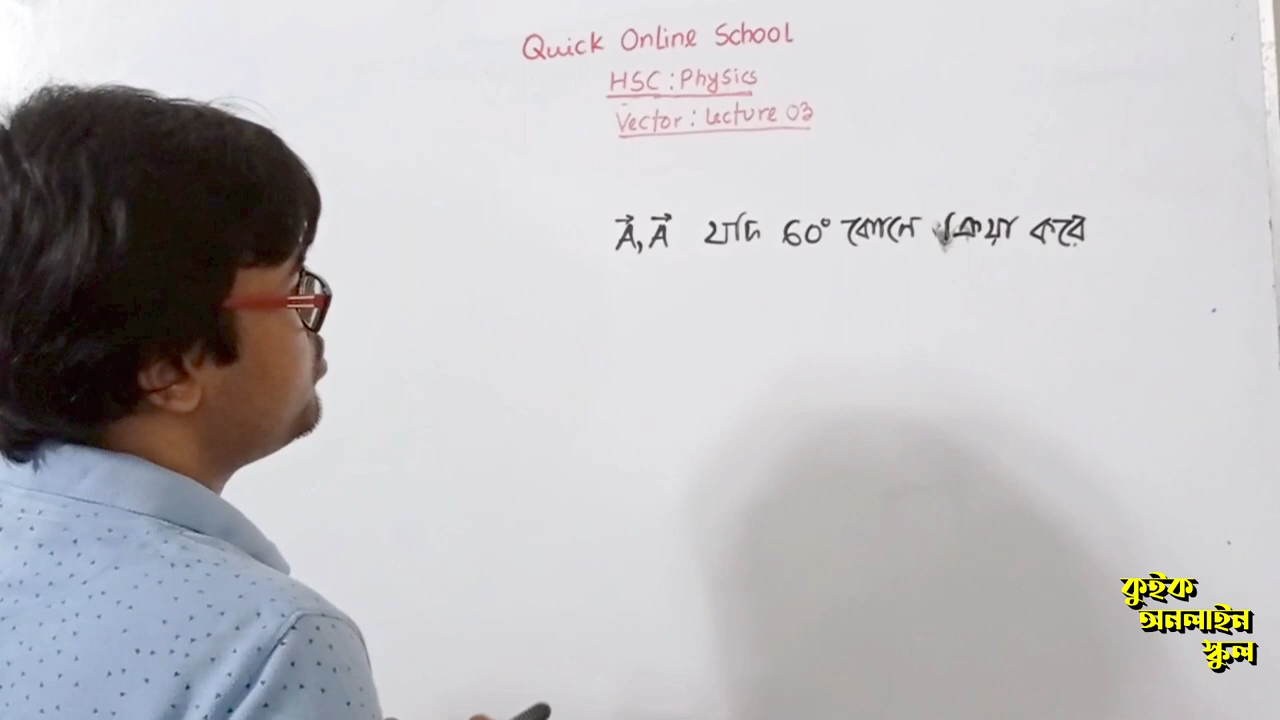 Quick Online School
HSC : Physics
Vector : Lecture 03
A⃗, A⃗ যদি 60° কোনে ক্রিয়া করে
কুইক
অনলাইন
স্কুল